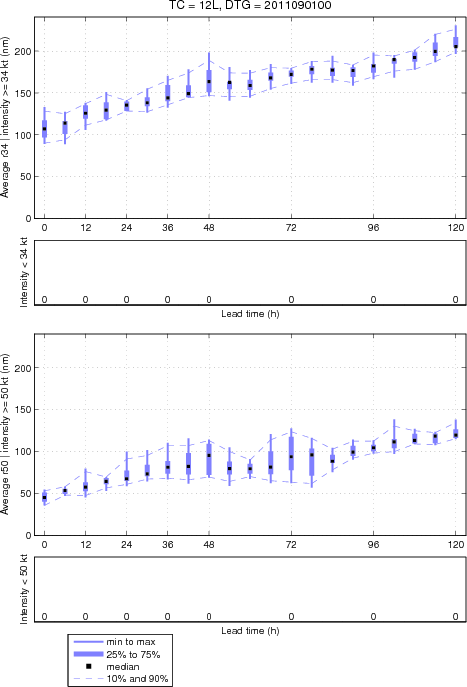 TC = 12L, DTG = 2011090100
Average r34 | intensity >= 34 kt (nm)
200
150
100
50
0
0 12 24 36 48 72 96 120
Intensity < 34 kt
0 0 0 0 0 0 0 0
Lead time (h)
Average r50 | intensity >= 50 kt (nm)
200
150
100
50
0
0 12 24 36 48 72 96 120
Intensity < 50 kt
0 0 0 0 0 0 0 0
Lead time (h)
min to max
25% to 75%
median
10% and 90%